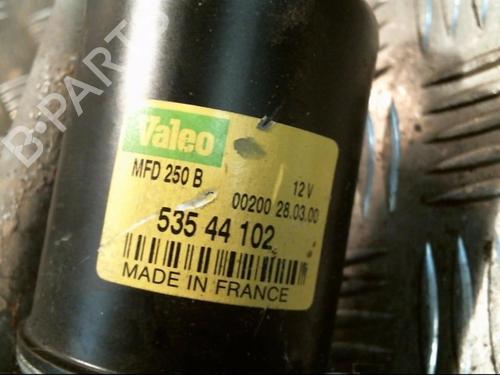 B-PARTS
Valeo
MFD 250 B
12 V
00200 28.03.00
535 44 102
MADE IN FRANCE